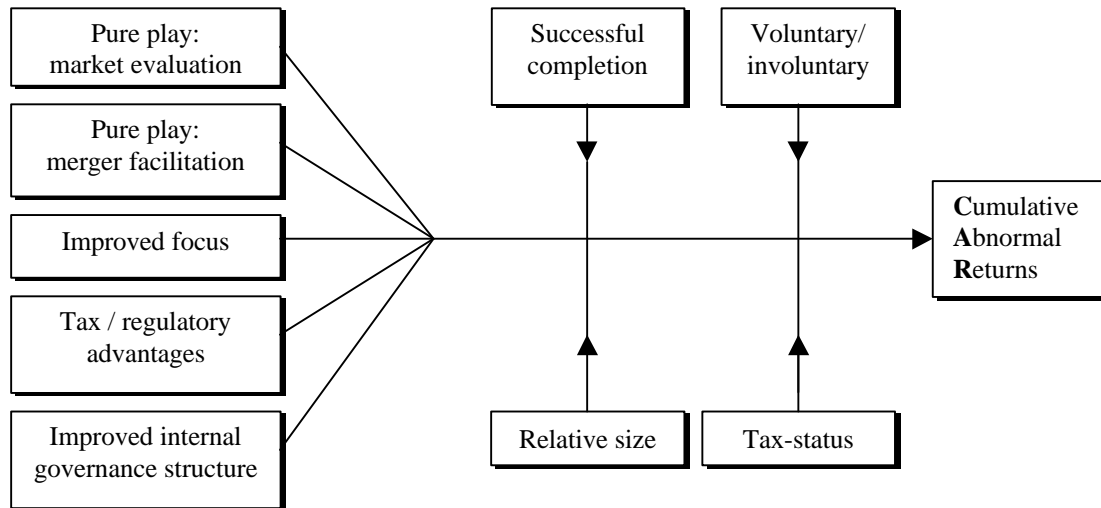 Pure play:
market evaluation
Pure play:
merger facilitation
Improved focus
Tax / regulatory
advantages
Improved internal
governance structure
Successful
completion
Voluntary/
involuntary
Relative size
Tax-status
Cumulative
Abnormal
Returns